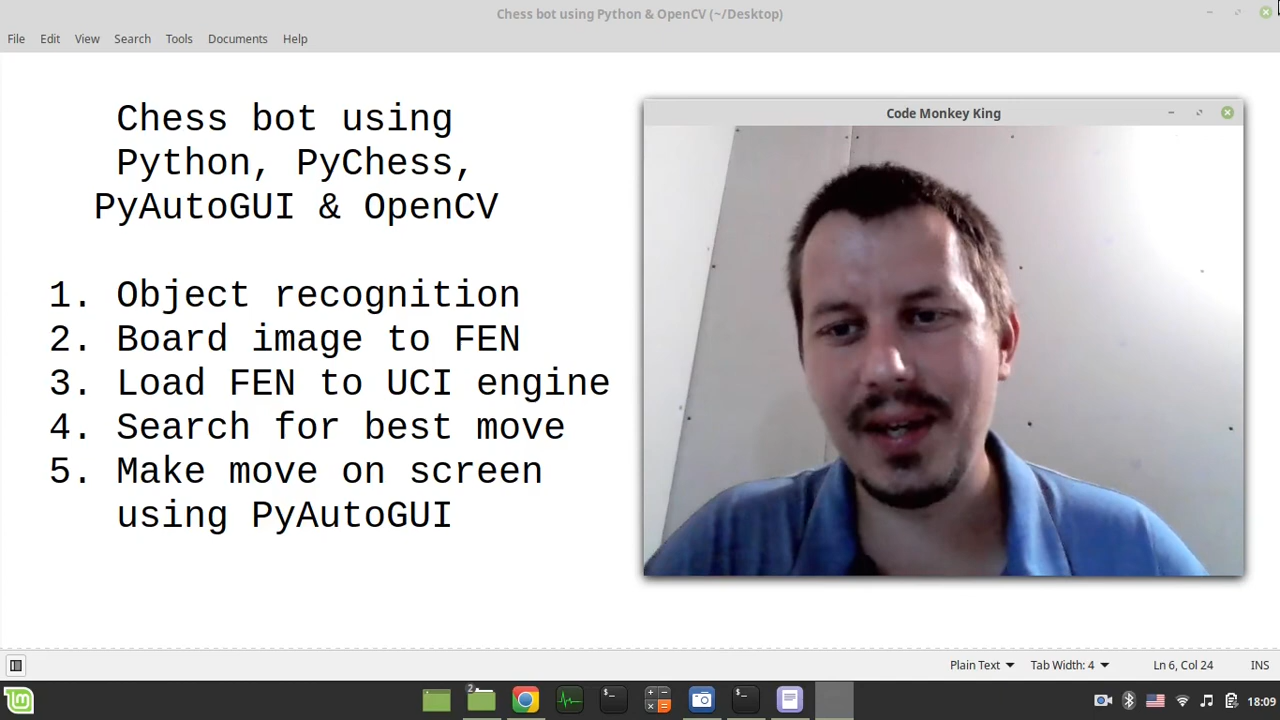 Chess bot using Python & OpenCV (~/Desktop)
File Edit View Search Tools Documents Help
Chess bot using
Python, PyChess,
PyAutoGUI & OpenCV
1. Object recognition
2. Board image to FEN
3. Load FEN to UCI engine
4. Search for best move
5. Make move on screen
using PyAutoGUI
Code Monkey King
Plain Text Tab Width: 4 Ln 6, Col 24 INS
2
$_
$_
18:09